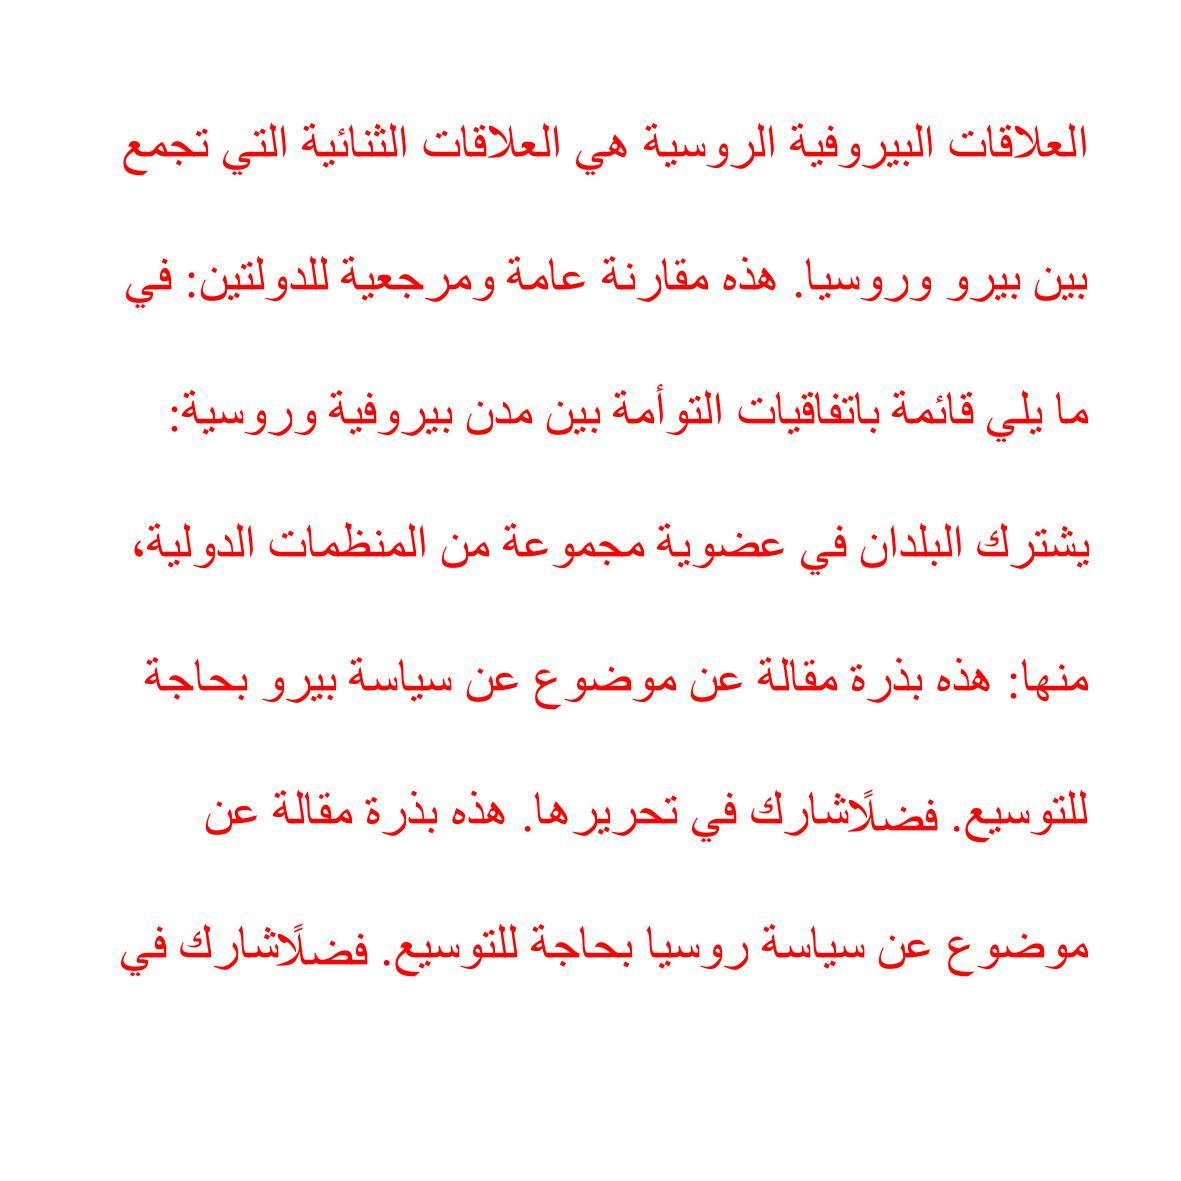 العلاقات البيروفية الروسية هي العلاقات الثنائية التي تجمع
بين بيرو وروسيا. هذه مقارنة عامة ومرجعية للدولتين: في
ما يلي قائمة باتفاقيات التوأمة بين مدن بيروفية وروسية:
يشترك البلدان في عضوية مجموعة من المنظمات الدولية،
منها: هذه بذرة مقالة عن موضوع عن سياسة بيرو بحاجة
للتوسيع. فضلًاشارك في تحريرها. هذه بذرة مقالة عن
موضوع عن سياسة روسيا بحاجة للتوسيع. فضلًاشارك في